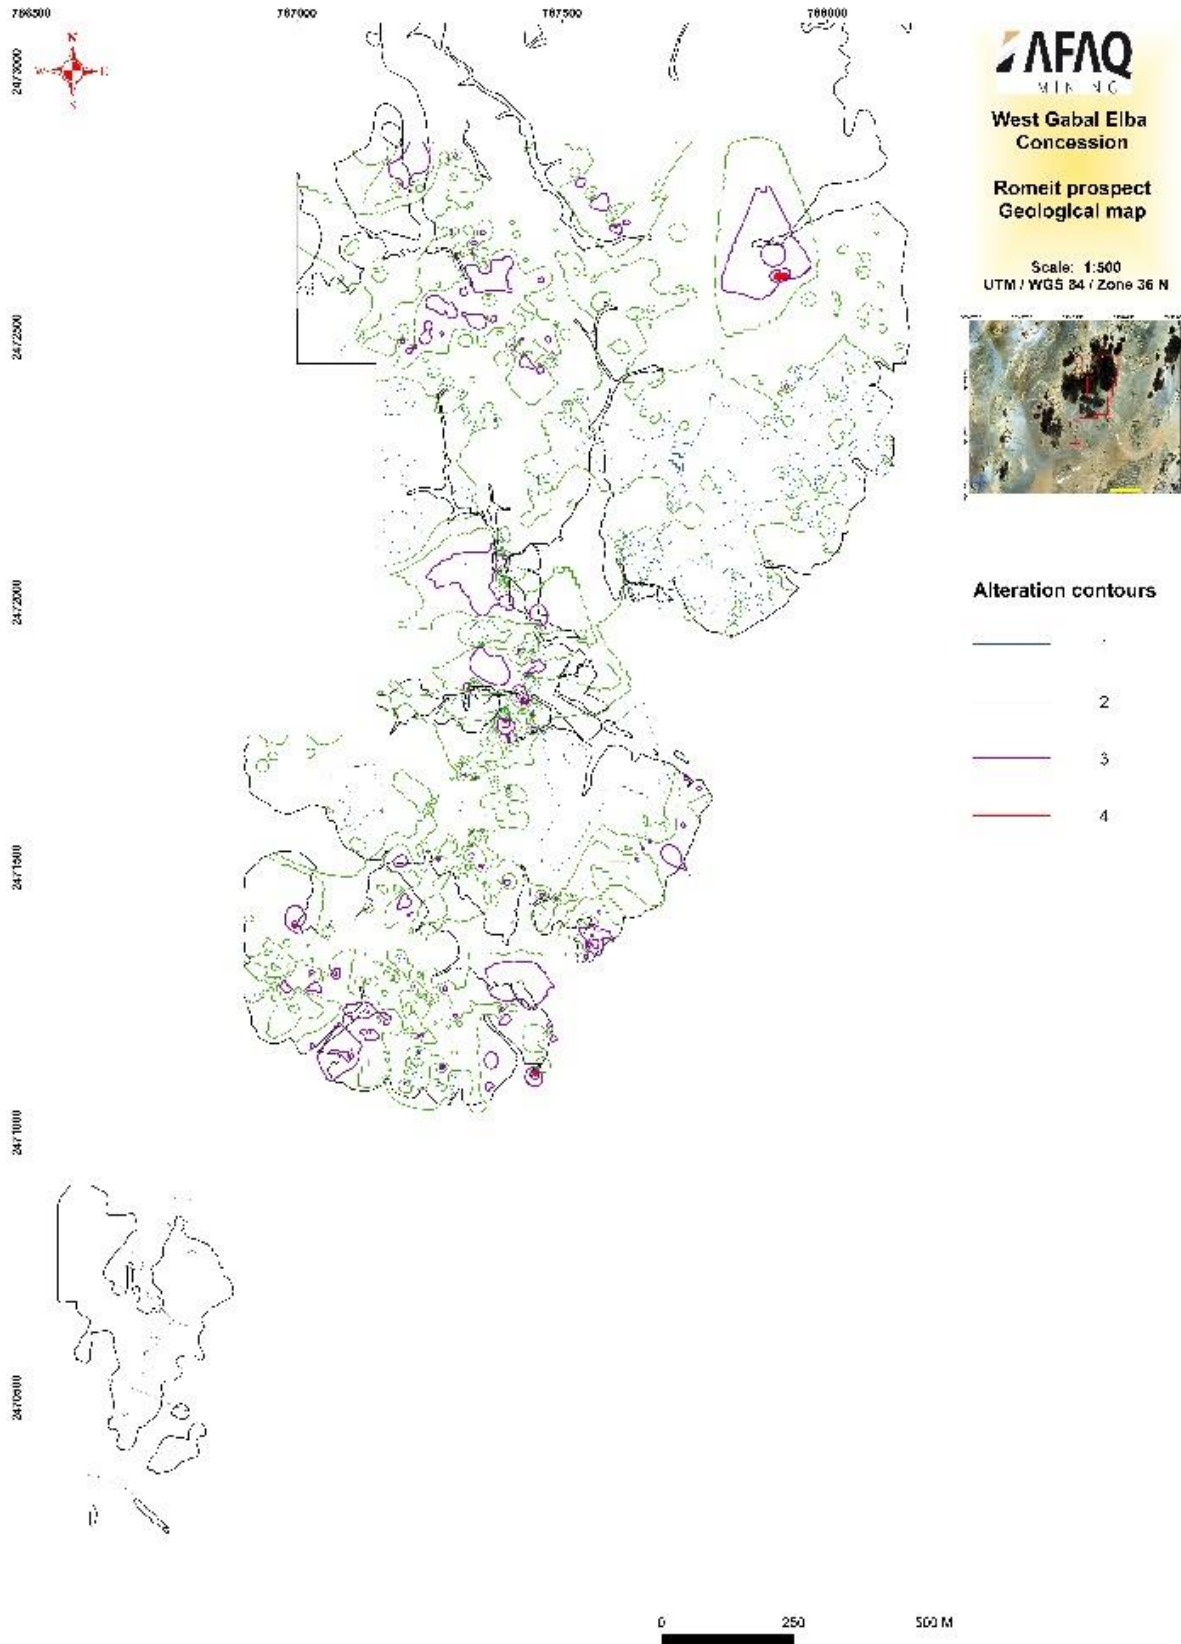 786500 787000 787500 788000
2473000
2472500
2472000
2471500
2471000
2470500
N
W
E
S
AFAQ
MINING
West Gabal Elba
Concession
Romeit prospect
Geological map
Scale: 1:500
UTM / WGS 84 / Zone 36 N
Alteration contours
1
2
3
4
0 250 500 M